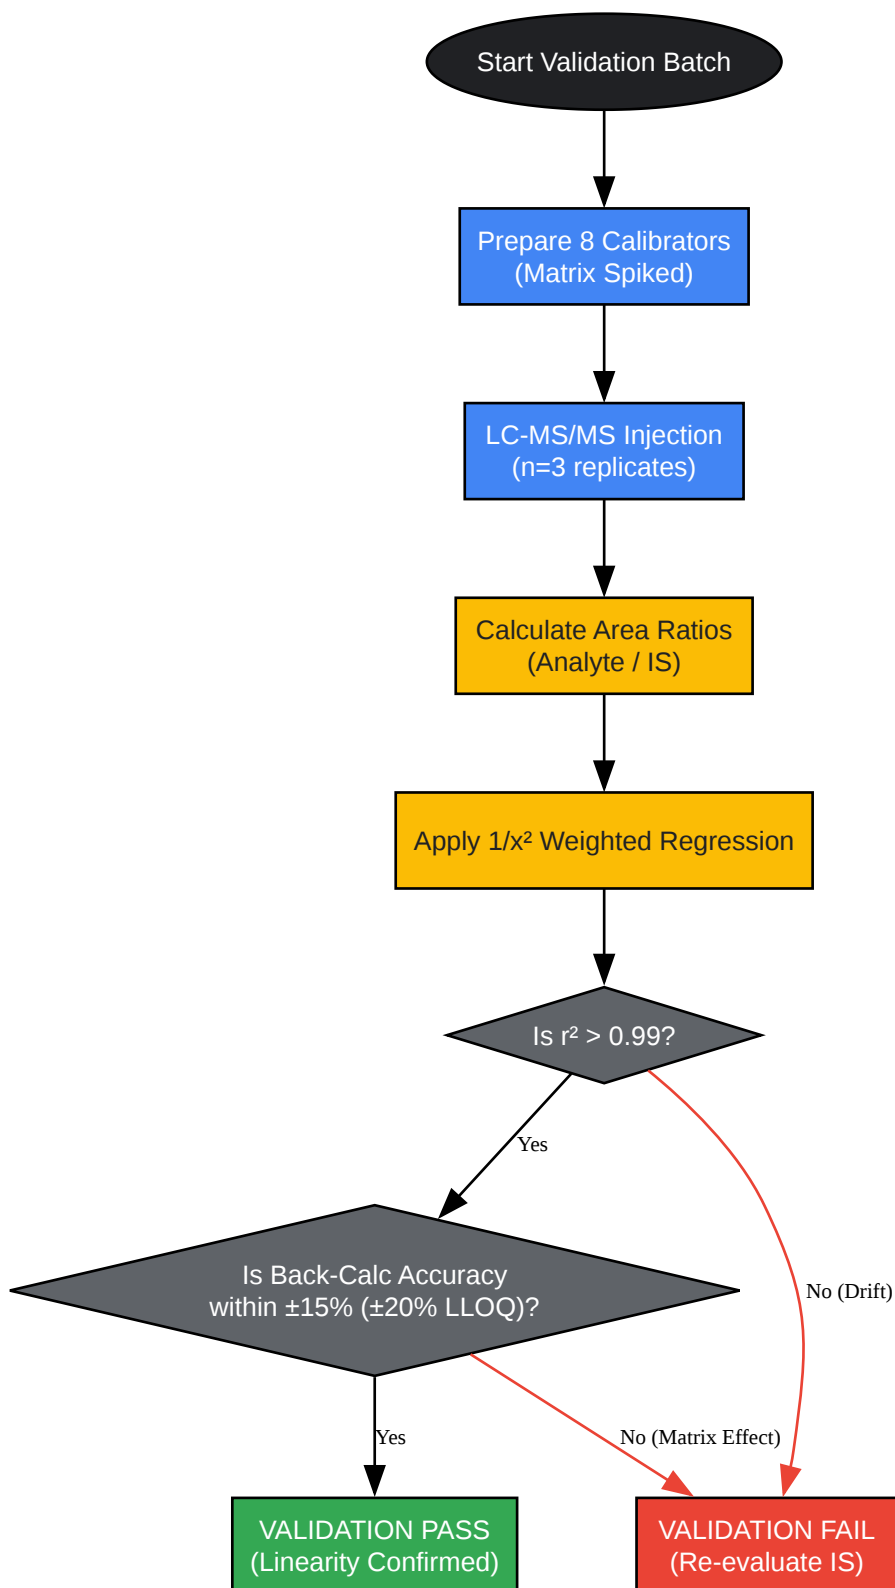 Start Validation Batch
Prepare 8 Calibrators
(Matrix Spiked)
LC-MS/MS Injection
(n=3 replicates)
Calculate Area Ratios
(Analyte / IS)
Apply 1/x² Weighted Regression
Is r² > 0.99?
Yes
Is Back-Calc Accuracy
within ±15% (±20% LLOQ)?
No (Drift)
Yes
No (Matrix Effect)
VALIDATION PASS
(Linearity Confirmed)
VALIDATION FAIL
(Re-evaluate IS)